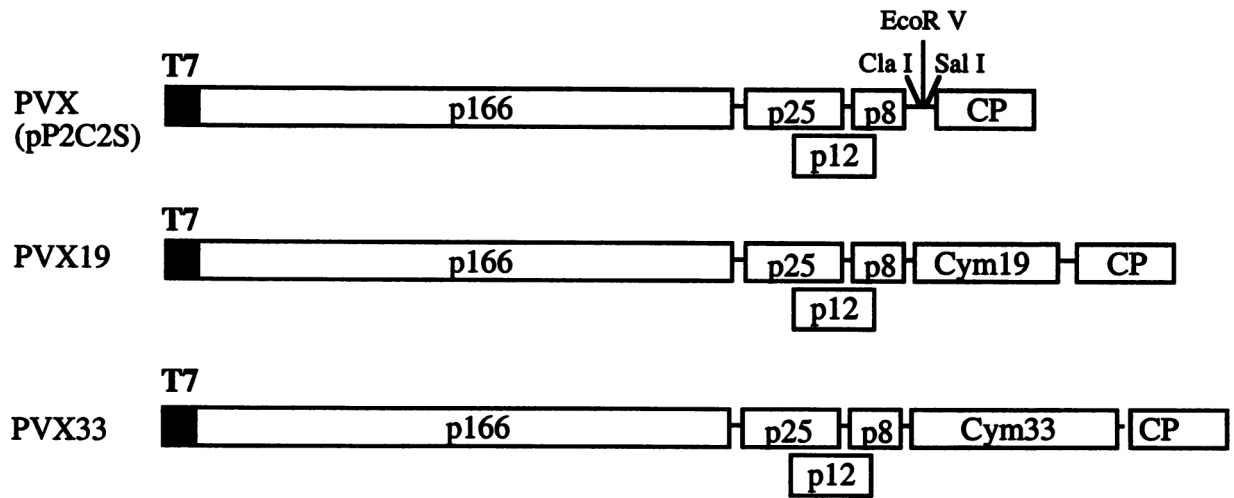 EcoR V
T7 Cla I Sal I
PVX p166 p25 p8 CP
(pP2C2S) p12
T7
PVX19 p166 p25 p8 Cym19 CP
p12
T7
PVX33 p166 p25 p8 Cym33 CP
p12